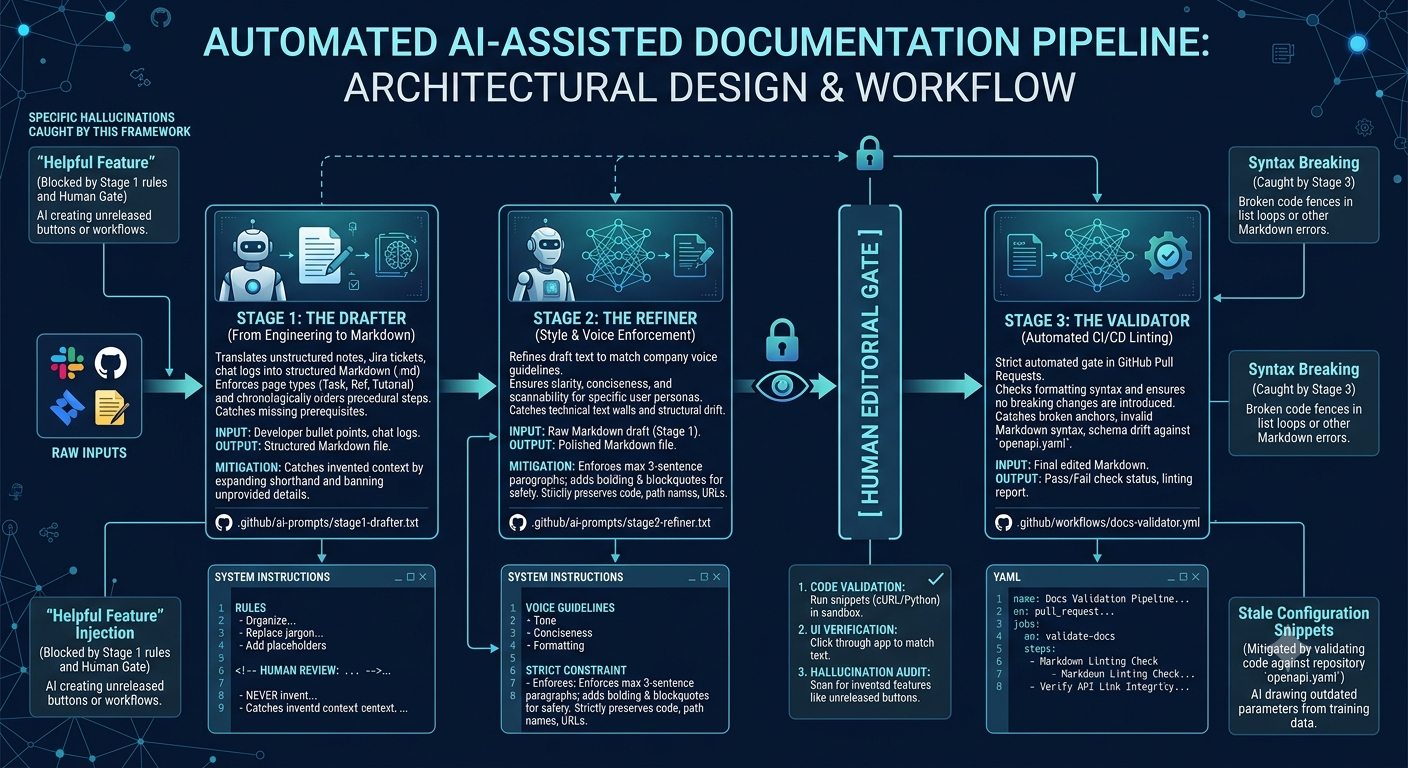 AUTOMATED AI-ASSISTED DOCUMENTATION PIPELINE:
ARCHITECTURAL DESIGN & WORKFLOW
SPECIFIC HALLUCINATIONS
CAUGHT BY THIS FRAMEWORK
"Helpful Feature"
(Blocked by Stage 1 rules
and Human Gate)
AI creating unreleased
buttons or workflows.
RAW INPUTS
"Helpful Feature"
Injection
(Blocked by Stage 1 rules
and Human Gate)
AI creating unreleased
buttons or workflows.
STAGE 1: THE DRAFTER
(From Engineering to Markdown)
Translates unstructured notes, Jira tickets,
chat logs into structured Markdown (.md)
Enforces page types (Task, Ref, Tutarial)
and chronologically orders precedural steps.
Catches missing prerequisites.
INPUT: Developer bullet points, chat logs.
OUTPUT: Structured Markdown file.
MITIGATION: Catches invented context by
expanding shorthand and banning
unprovided details.
.github/ai-prompts/stage1-drafter.txt
SYSTEM INSTRUCTIONS
1 RULES
2 - Organize...
3 - Replace jargon...
4 - Add placeholders
5
6 <!-- HUMAN REVIEW: ... -->...
7
8 - NEVER invent...
9 - Catches inventd context centext. ...
STAGE 2: THE REFINER
(Style & Voice Enforcement)
Refines draft text to match company voice
guidelines.
Ensures slarity, conciseness, and
scannability for specific user personas.
Catches technical text walls and structural drift.
INPUT: Raw Markdown draft (Stage 1).
OUTPUT: Polished Markdown file.
MITIGATION: Enforces max 3-sentence
parogrophs; adds bolding & blockquotes for
safety. Stiiclly preserves code, path namss, URLs.
.github/ai-prompts/stage2-refiner.txt
SYSTEM INSTRUCTIONS
1 VOICE GUIDELINES
2 - Tone
3 - Conciseness
4 - Formatting
5
6 STRICT CONSTRAINT
7 - Enforces: Enforces max 3-sentence
8 paragraphs; adds bolding & blockquotes
for safety. Strictly preserves code, path
names, URLs.
[ HUMAN EDITORIAL GATE ]
1. CODE VALIDATION:
Run snippets (cURL/Python)
in sandbox.
2. UI VERIFICATION:
Click through app to match
text.
3. HALLUCINATION AUDIT:
Snan for inventsd features
like unreleased buttons.
STAGE 3: THE VALIDATOR
(Automated CI/CD Linting)
Strict automated gate in GitHub Pull
Requests.
Checks formatting syntax and ensures
no breaking changes are introduced.
Catches broken anchors, invalid
Markdown syntax, schema drift against
`openapi.yaml`.
INPUT: Final edited Markdown.
OUTPUT: Pass/Fail check status, linting
report.
.github/workflows/docs-validator.yml
YAML
1 name: Docs Validation Pipeltne...
2 en: pull_request...
3 jobs:
4 an: validate-docs
5 steps:
6 - Markdown Llnting Check
7 - Markdeun Linting Check...
8 - Verify API Link Integrtcy...
Syntax Breaking
(Caught by Stage 3)
Broken code fences in
list loops or other
Markdown errors.
Syntax Breaking
(Caught by Stage 3)
Broken code fences in
list loops or other
Markdown errors.
Stale Configuration
Snippets
(Mitigated by validating
code against repository
`openapi.yaml')
AI drawing outdated
parameters from training
data.